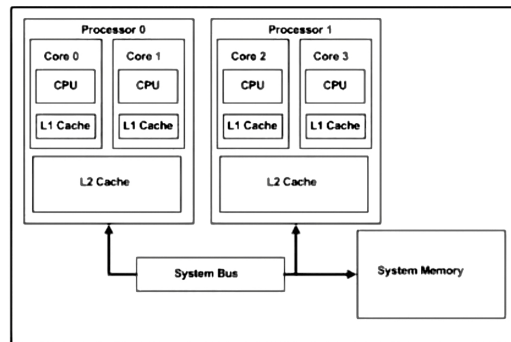 Processor 0
Processor 1
Core 0
Core 1
Core 2
Core 3
CPU
CPU
CPU
CPU
L1 Cache
L1 Cache
L1 Cache
L1 Cache
L2 Cache
L2 Cache
System Bus
System Memory